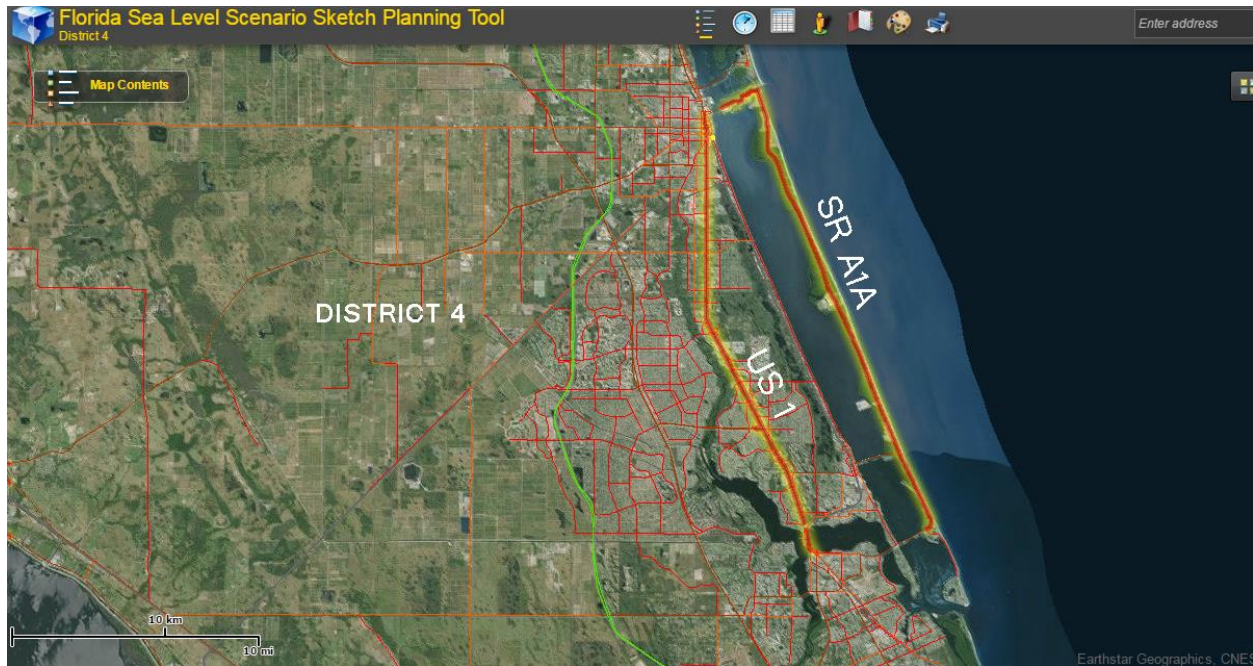 Florida Sea Level Scenario Sketch Planning Tool
District 4
Enter address
Map Contents
SR A1A
DISTRICT 4
US 1
10 km
10 mi
Earthstar Geographics, CNES